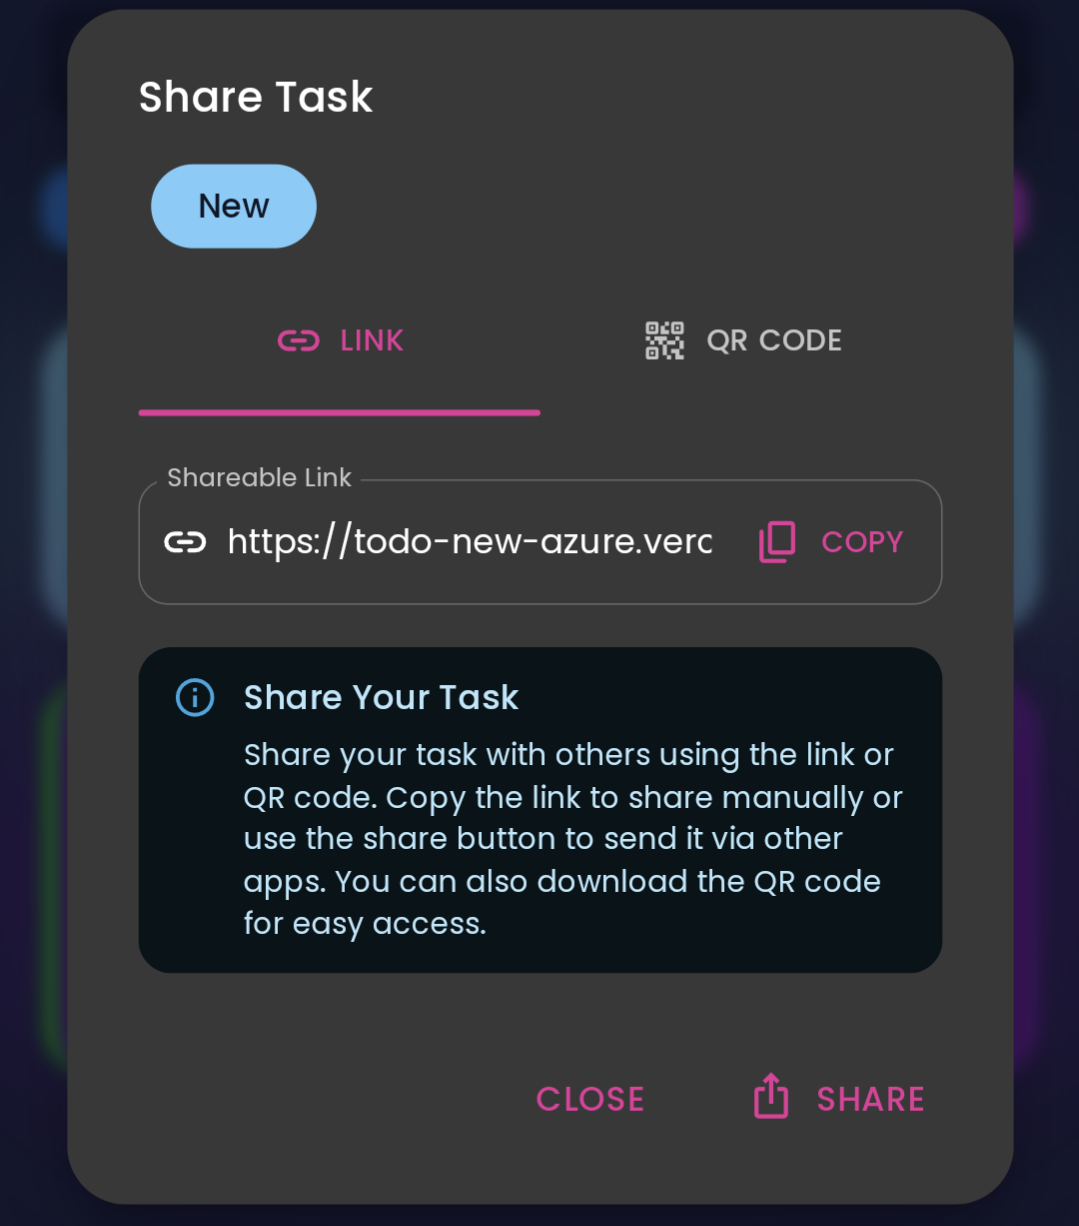 Share Task
New
LINK
QR CODE
Shareable Link
https://todo-new-azure.verc
COPY
Share Your Task
Share your task with others using the link or
QR code. Copy the link to share manually or
use the share button to send it via other
apps. You can also download the QR code
for easy access.
CLOSE
SHARE